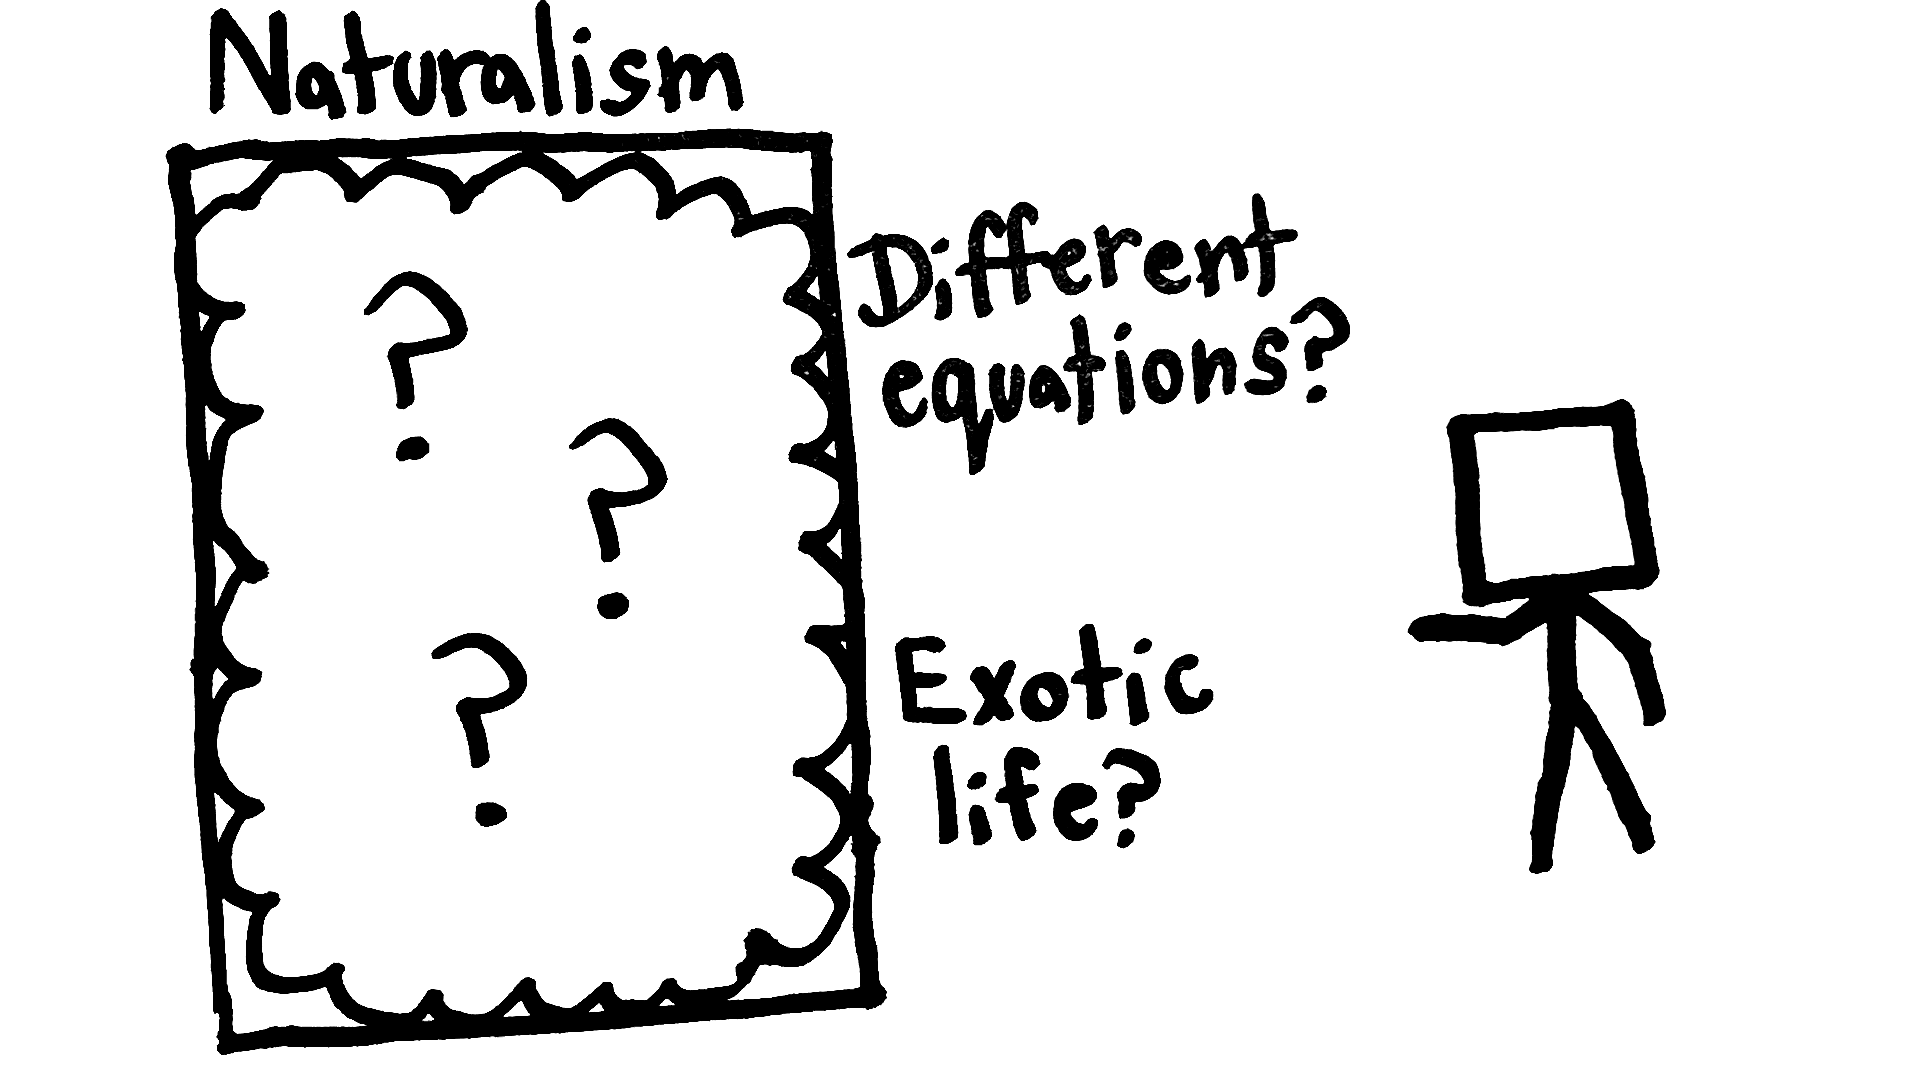 Naturalism
?
?
?
Different
equations?
Exotic
life?